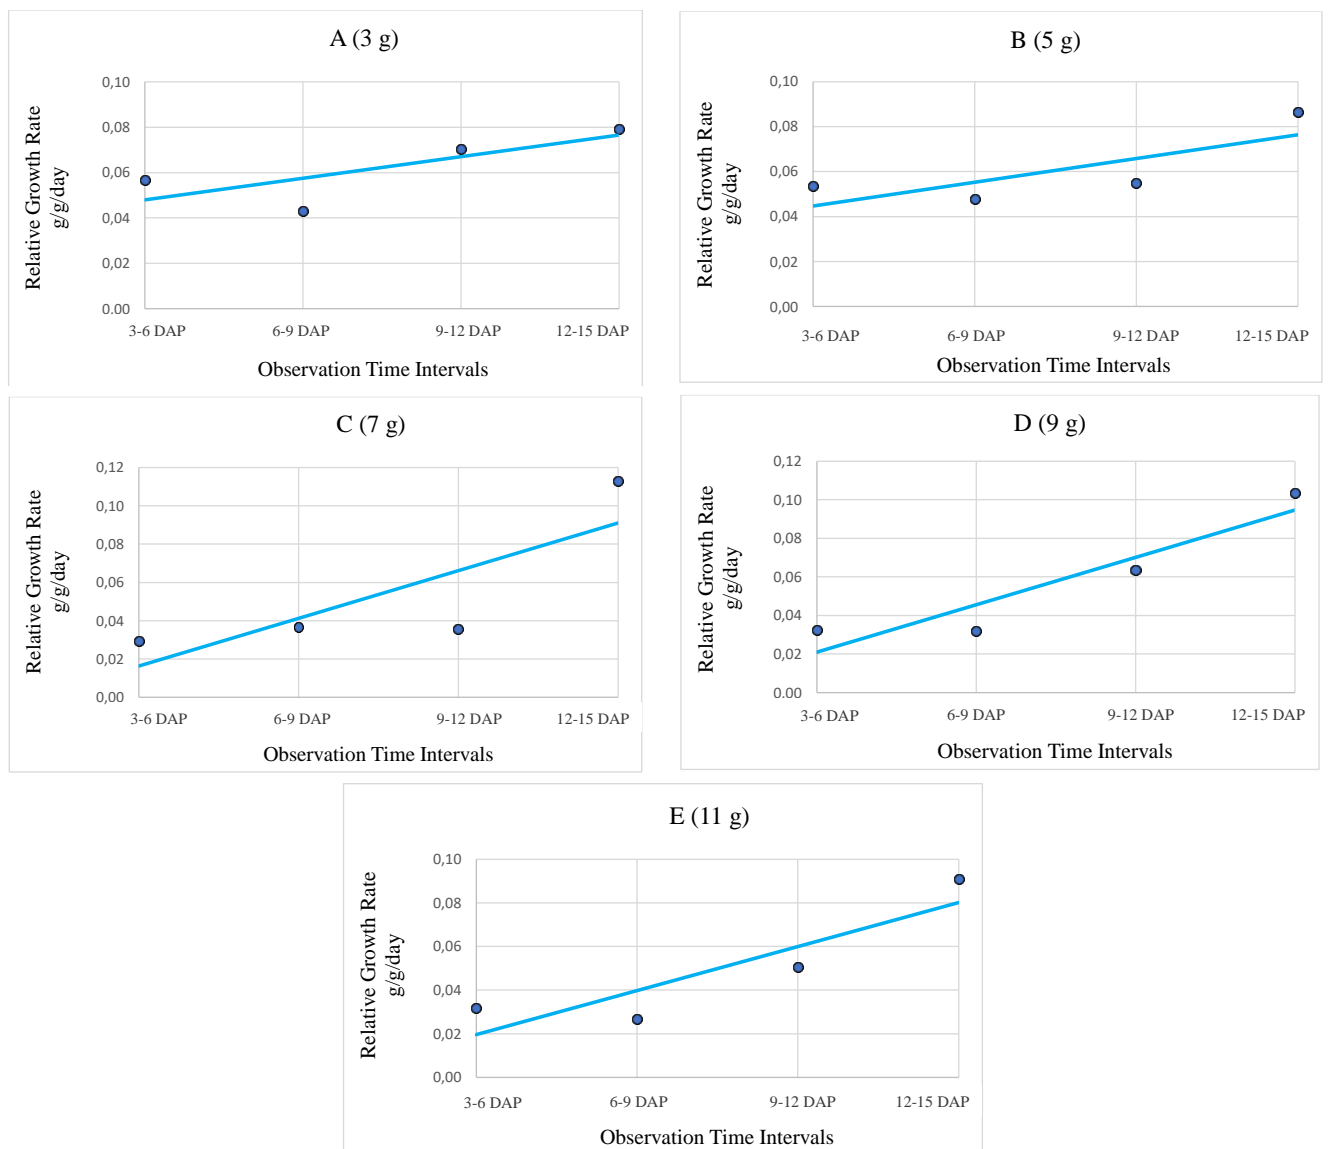 A (3 g)
Relative Growth Rate
g/g/day
0,10
0,08
0,06
0,04
0,02
0.00
3-6 DAP
6-9 DAP
9-12 DAP
12-15 DAP
Observation Time Intervals
B (5 g)
Relative Growth Rate
g/g/day
0,10
0,08
0,06
0,04
0,02
0,00
3-6 DAP
6-9 DAP
9-12 DAP
12-15 DAP
Observation Time Intervals
C (7 g)
Relative Growth Rate
g/g/day
0,12
0,10
0,08
0,06
0,04
0,02
0,00
3-6 DAP
6-9 DAP
9-12 DAP
12-15 DAP
Observation Time Intervals
D (9 g)
Relative Growth Rate
g/g/day
0,12
0,10
0,08
0,06
0,04
0,02
0.00
3-6 DAP
6-9 DAP
9-12 DAP
12-15 DAP
Observation Time Intervals
E (11 g)
Relative Growth Rate
g/g/day
0,10
0,08
0,06
0,04
0,02
0,00
3-6 DAP
6-9 DAP
9-12 DAP
12-15 DAP
Observation Time Intervals